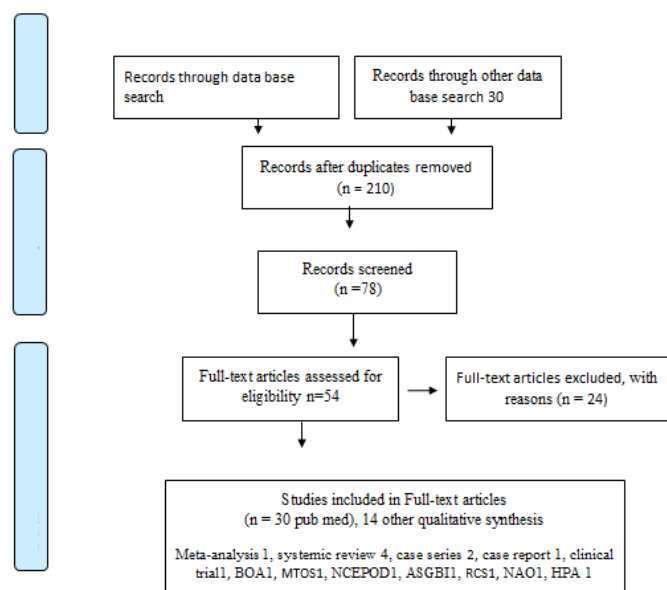 Records through data base
search
Records through other data
base search 30
Records after duplicates removed
(n = 210)
Records screened
(n =78)
Full-text articles assessed for
eligibility n=54
Full-text articles excluded, with
reasons (n = 24)
Studies included in Full-text articles
(n = 30 pub med), 14 other qualitative synthesis
Meta-analysis 1, systemic review 4, case series 2, case report 1, clinical
trial1, BOA1, MTOS1, NCEPOD1, ASGBI1, RCS1, NAO1, HPA 1